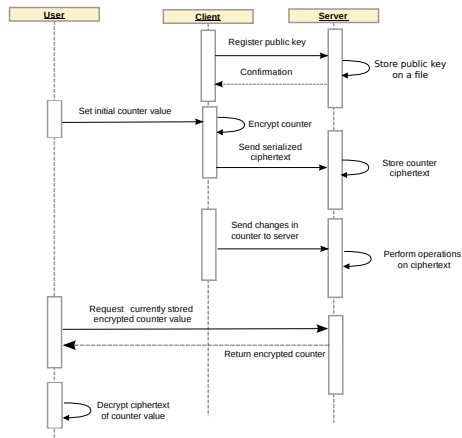 User
Client
Server
Register public key
Store public key
on a file
Confirmation
Set initial counter value
Encrypt counter
Send serialized
ciphertext
Store counter
ciphertext
Send changes in
counter to server
Perform operations
on ciphertext
Request currently stored
encrypted counter value
Return encrypted counter
Decrypt ciphertext
of counter value